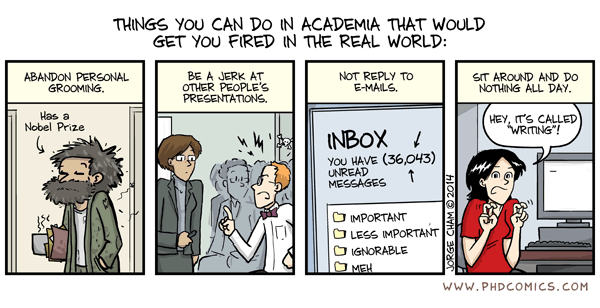 THINGS YOU CAN DO IN ACADEMIA THAT WOULD
GET YOU FIRED IN THE REAL WORLD:
ABANDON PERSONAL
GROOMING.
Has a
Nobel Prize
BE A JERK AT
OTHER PEOPLE'S
PRESENTATIONS.
NOT REPLY TO
E-MAILS.
INBOX
YOU HAVE (36,043)
UNREAD
MESSAGES
IMPORTANT
LESS IMPORTANT
IGNORABLE
MEH
SIT AROUND AND DO
NOTHING ALL DAY.
HEY, IT'S CALLED
"WRITING"!
JORGE CHAM © 2014
WWW.PHDCOMICS.COM